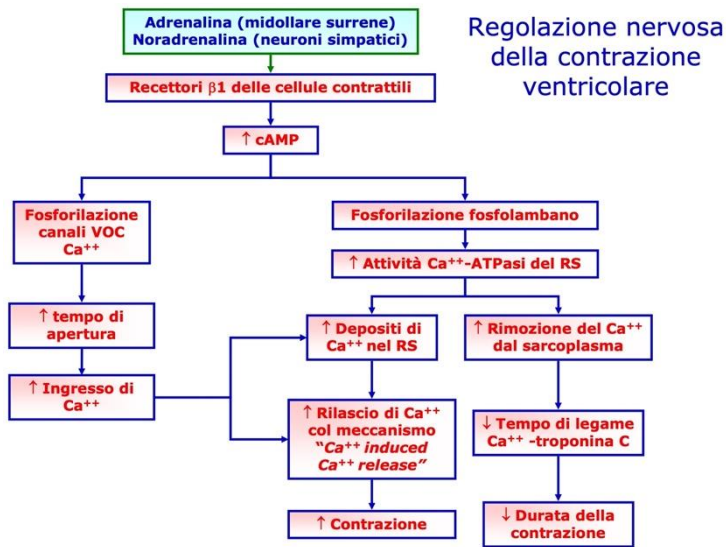 Adrenalina (midollare surrene)
Noradrenalina (neuroni simpatici)
Regolazione nervosa
della contrazione
ventricolare
Recettori β1 delle cellule contrattili
↑ cAMP
Fosforilazione
canali VOC
Ca⁺⁺
Fosforilazione fosfolambano
↑ Attività Ca⁺⁺-ATPasi del RS
↑ tempo di
apertura
↑ Depositi di
Ca⁺⁺ nel RS
↑ Rimozione del Ca⁺⁺
dal sarcoplasma
↑ Ingresso di
Ca⁺⁺
↑ Rilascio di Ca⁺⁺
col meccanismo
“Ca⁺⁺ induced
Ca⁺⁺ release”
↓ Tempo di legame
Ca⁺⁺ -troponina C
↑ Contrazione
↓ Durata della
contrazione